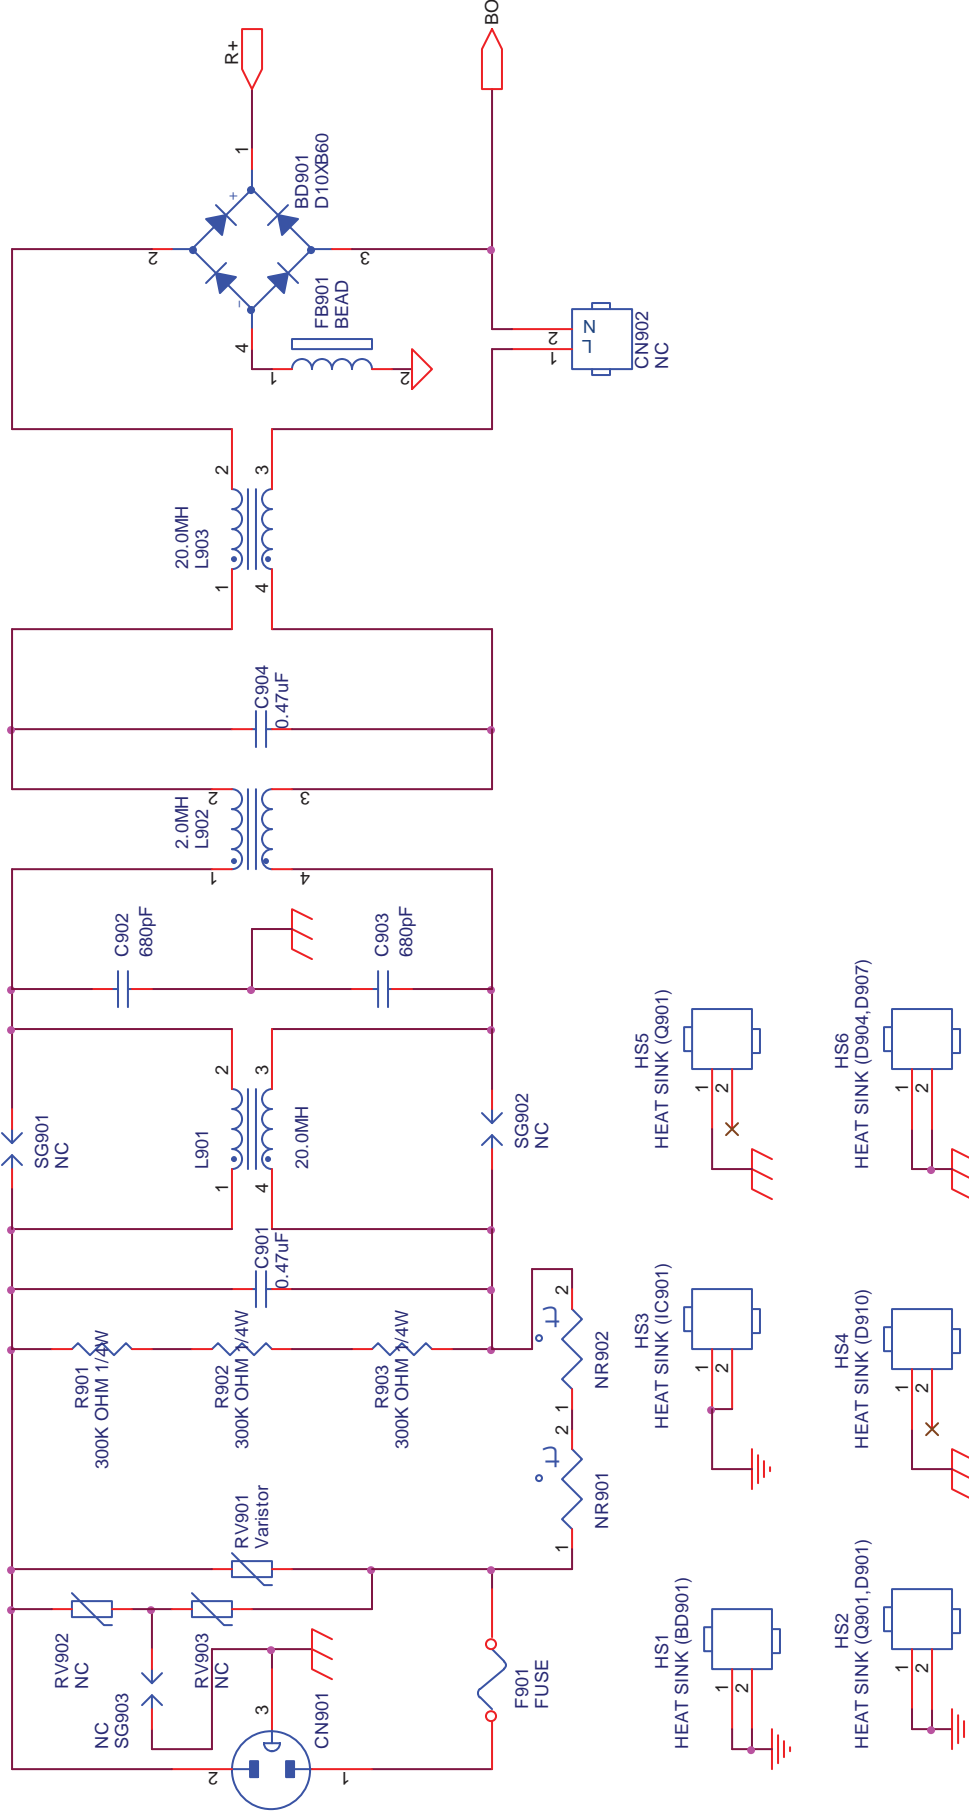 R+
BO
1
2
3
4
BD901
D10XB60
FB901
BEAD
1
2
L
N
1
2
CN902
NC
20.0MH
L903
1
2
3
4
C904
0.47uF
2.0MH
L902
1
2
3
4
C902
680pF
C903
680pF
SG901
NC
L901
20.0MH
1
2
3
4
SG902
NC
C901
0.47uF
R901
300K OHM 1/4W
R902
300K OHM 1/4W
R903
300K OHM 1/4W
t°
NR902
1
2
t°
NR901
1
2
RV901
Varistor
RV902
NC
RV903
NC
NC
SG903
CN901
1
2
3
F901
FUSE
HS5
HEAT SINK (Q901)
1
2
HS6
HEAT SINK (D904,D907)
1
2
HS3
HEAT SINK (IC901)
1
2
HS4
HEAT SINK (D910)
1
2
HS1
HEAT SINK (BD901)
1
2
HS2
HEAT SINK (Q901,D901)
1
2